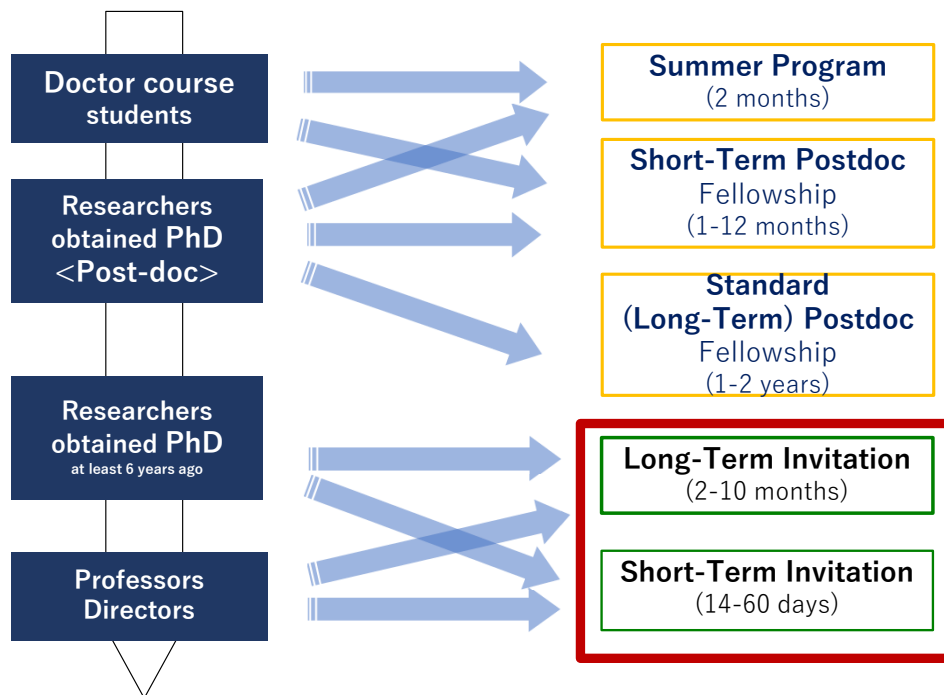 Doctor course
students
Researchers
obtained PhD
<Post-doc>
Researchers
obtained PhD
at least 6 years ago
Professors
Directors
Summer Program
(2 months)
Short-Term Postdoc
Fellowship
(1-12 months)
Standard
(Long-Term) Postdoc
Fellowship
(1-2 years)
Long-Term Invitation
(2-10 months)
Short-Term Invitation
(14-60 days)